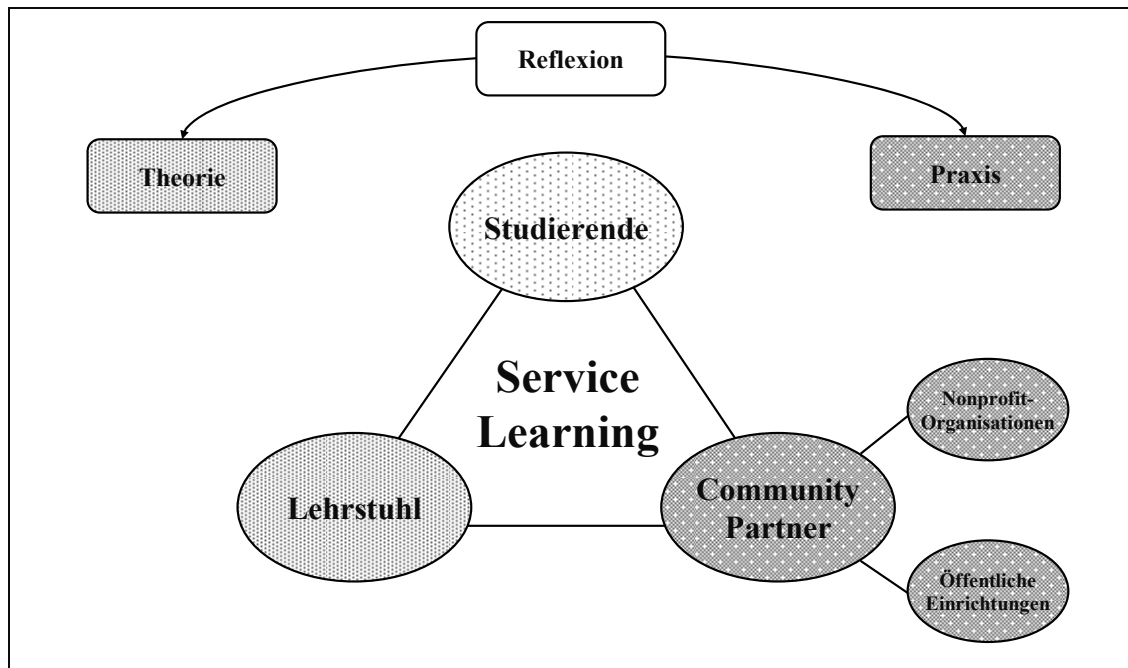 Reflexion
Theorie
Praxis
Studierende
Service
Learning
Nonprofit-
Organisationen
Lehrstuhl
Community
Partner
Öffentliche
Einrichtungen